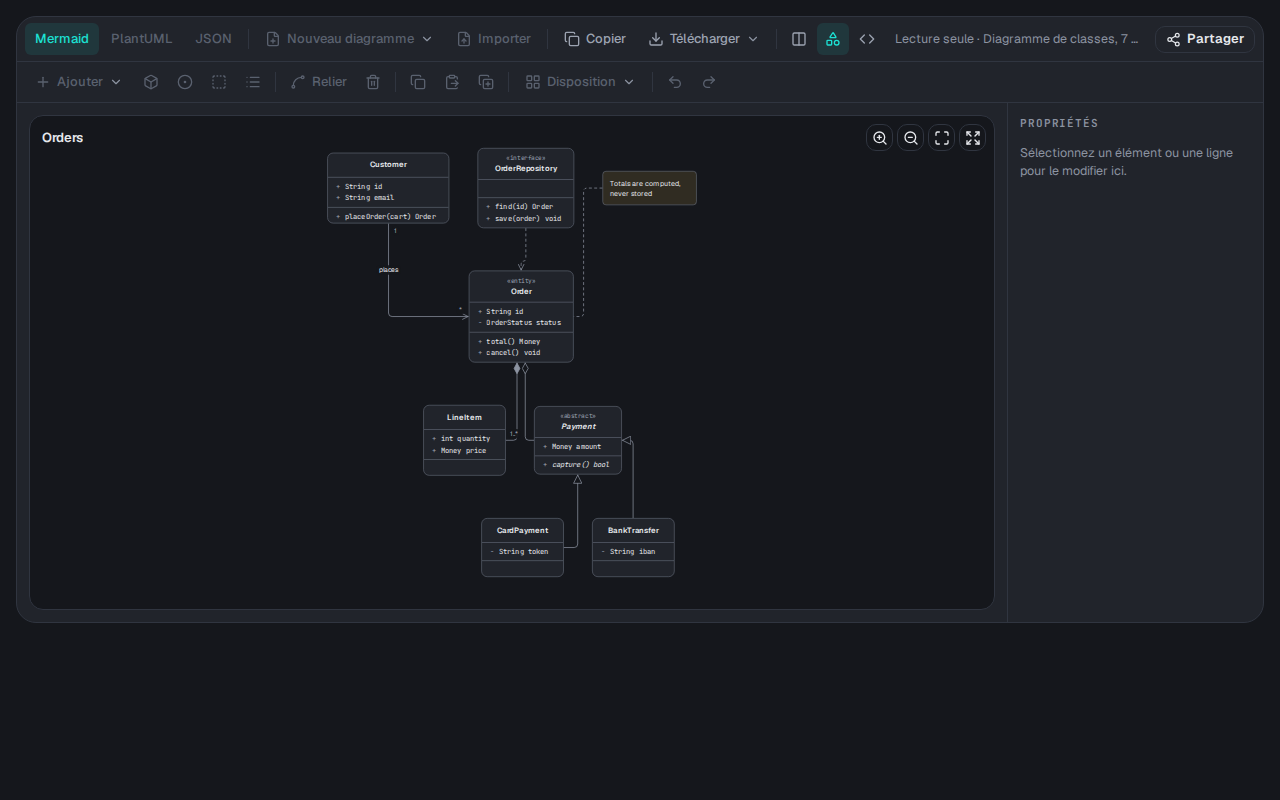 Mermaid PlantUML JSON Nouveau diagramme Importer Copier Télécharger Lecture seule · Diagramme de classes, 7 … Partager
Ajouter Relier Disposition
Orders
PROPRIÉTÉS
Sélectionnez un élément ou une ligne
pour le modifier ici.
Customer
+ String id
+ String email
+ placeOrder(cart) Order
«interface»
OrderRepository
+ find(id) Order
+ save(order) void
Totals are computed,
never stored
1
places
*
«entity»
Order
+ String id
- OrderStatus status
+ total() Money
+ cancel() void
LineItem
+ int quantity
+ Money price
1..*
«abstract»
Payment
+ Money amount
+ capture() bool
CardPayment
- String token
BankTransfer
- String iban